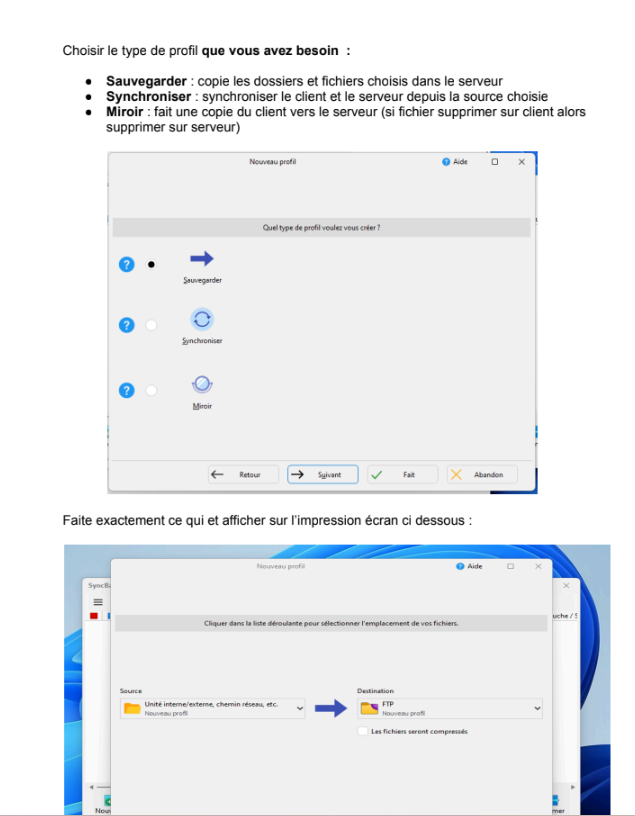 Choisir le type de profil que vous avez besoin :
● Sauvegarder : copie les dossiers et fichiers choisis dans le serveur
● Synchroniser : synchroniser le client et le serveur depuis la source choisie
● Miroir : fait une copie du client vers le serveur (si fichier supprimer sur client alors
supprimer sur serveur)
Nouveau profil
Aide
Quel type de profil voulez vous créer ?
Sauvegarder
Synchroniser
Miroir
Retour
Suivant
Fait
Abandon
Faite exactement ce qui et afficher sur l'impression écran ci dessous :
Nouveau profil
Aide
SyncBa
uche / S
Cliquer dans la liste déroulante pour sélectionner l'emplacement de vos fichiers.
Source
Destination
Unité interne/externe, chemin réseau, etc.
Nouveau profil
FTP
Nouveau profil
Les fichiers seront compressés
Nouv
mer